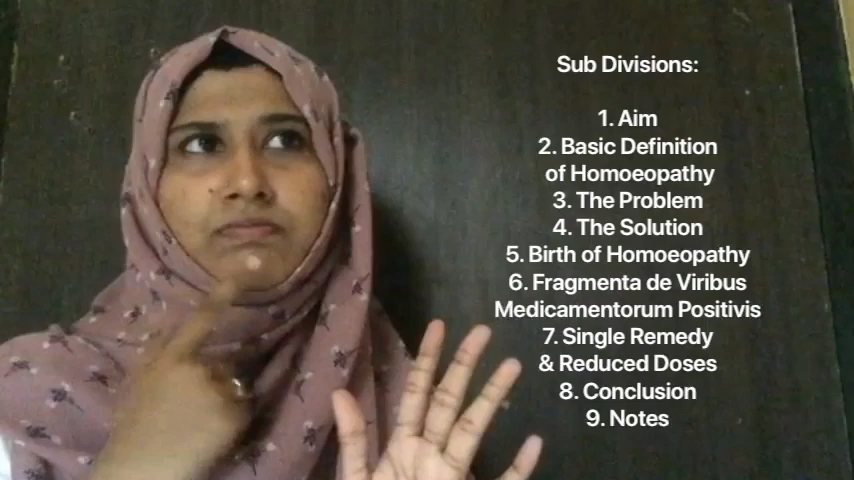 Sub Divisions:
1. Aim
2. Basic Definition
of Homoeopathy
3. The Problem
4. The Solution
5. Birth of Homoeopathy
6. Fragmenta de Viribus
Medicamentorum Positivis
7. Single Remedy
& Reduced Doses
8. Conclusion
9. Notes